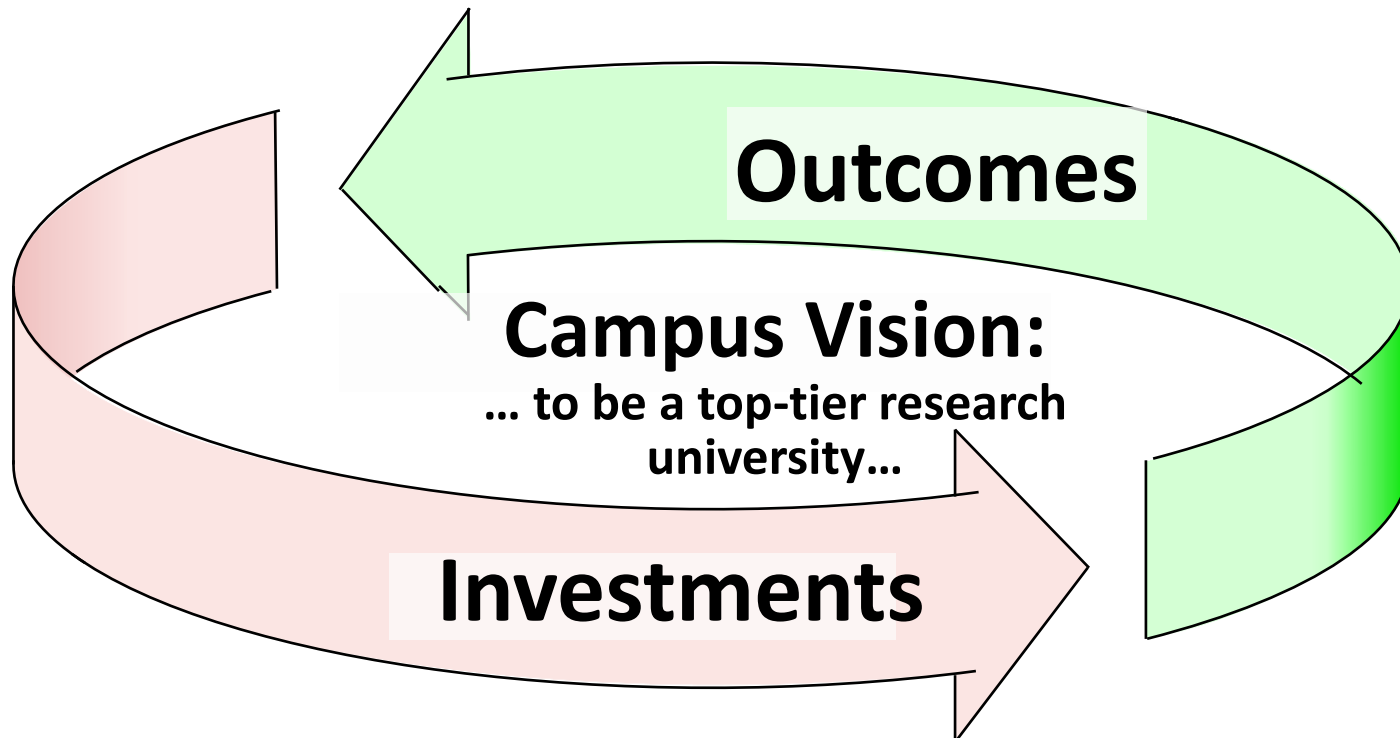 Outcomes
Campus Vision:
… to be a top-tier research
university…
Investments